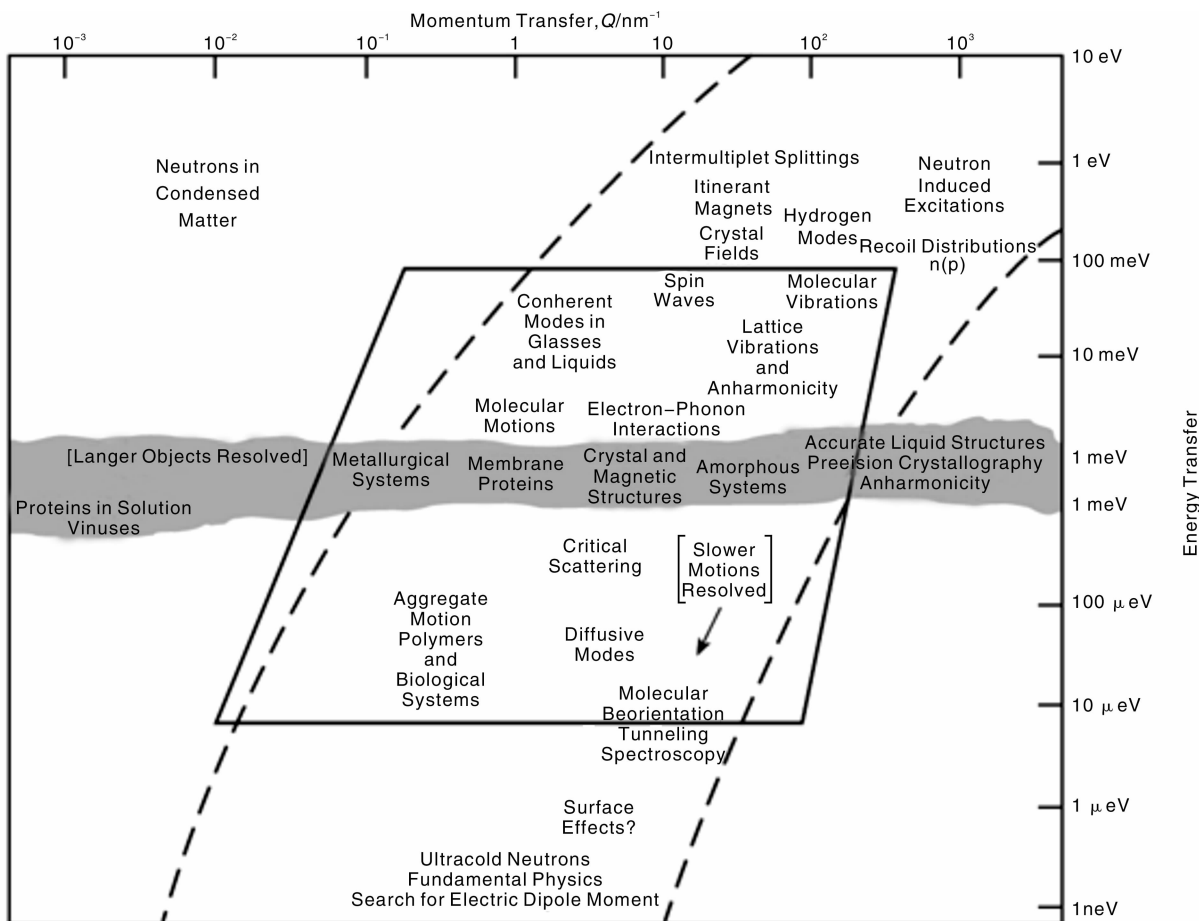 Momentum Transfer, Q/nm⁻¹
10⁻³ 10⁻² 10⁻¹ 1 10 10² 10³
10 eV
1 eV
100 meV
10 meV
1 meV
1 meV
100 μeV
10 μeV
1 μeV
1neV
Energy Transfer
Neutrons in
Condensed
Matter
Intermultiplet Splittings
Itinerant
Magnets
Crystal
Fields
Hydrogen
Modes
Neutron
Induced
Excitations
Recoil Distributions
n(p)
Spin
Waves
Molecular
Vibrations
Conherent
Modes in
Glasses
and Liquids
Lattice
Vibrations
and
Anharmonicity
Molecular
Motions
Electron–Phonon
Interactions
[Langer Objects Resolved]
Proteins in Solution
Vinuses
Metallurgical
Systems
Membrane
Proteins
Crystal and
Magnetic
Structures
Amorphous
Systems
Accurate Liquid Structures
Preeision Crystallography
Anharmonicity
Critical
Scattering
[Slower
Motions
Resolved]
Aggregate
Motion
Polymers
and
Biological
Systems
Diffusive
Modes
Molecular
Beorientation
Tunneling
Spectroscopy
Surface
Effects?
Ultracold Neutrons
Fundamental Physics
Search for Electric Dipole Moment